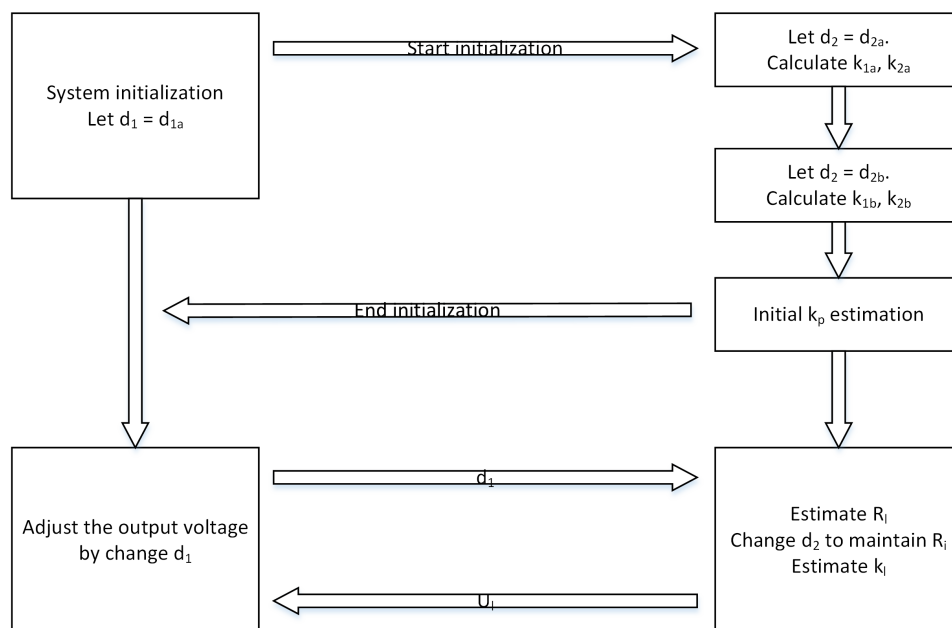 System initialization
Let d₁ = d₁ₐ
Start initialization
Let d₂ = d₂ₐ.
Calculate k₁ₐ, k₂ₐ
Let d₂ = d₂b.
Calculate k₁b, k₂b
End initialization
Initial kₚ estimation
Adjust the output voltage
by change d₁
d₁
Uₗ
Estimate Rₗ
Change d₂ to maintain Rᵢ
Estimate kₗ